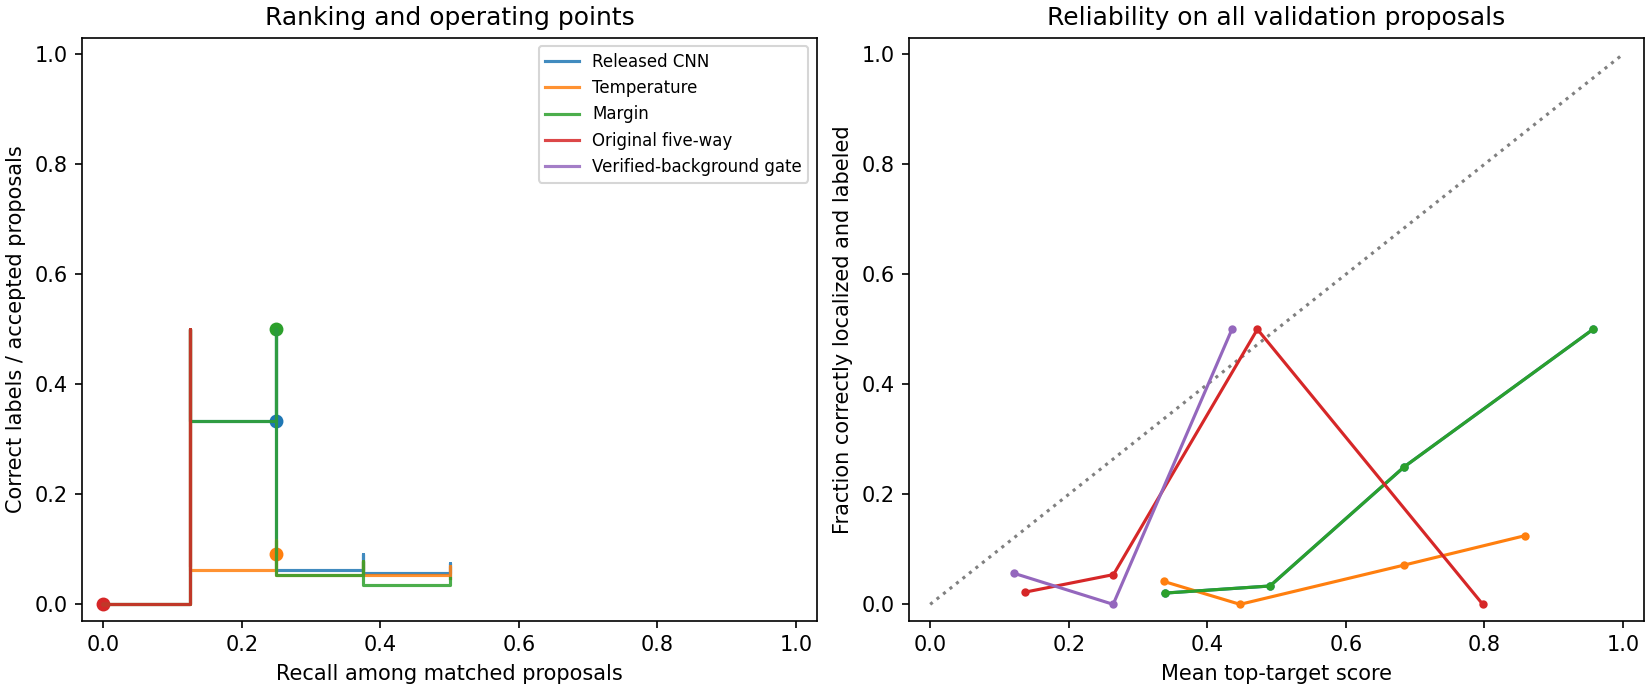 Ranking and operating points
Correct labels / accepted proposals
1.0
0.8
0.6
0.4
0.2
0.0
Released CNN
Temperature
Margin
Original five-way
Verified-background gate
0.0 0.2 0.4 0.6 0.8 1.0
Recall among matched proposals
Reliability on all validation proposals
Fraction correctly localized and labeled
1.0
0.8
0.6
0.4
0.2
0.0
0.0 0.2 0.4 0.6 0.8 1.0
Mean top-target score